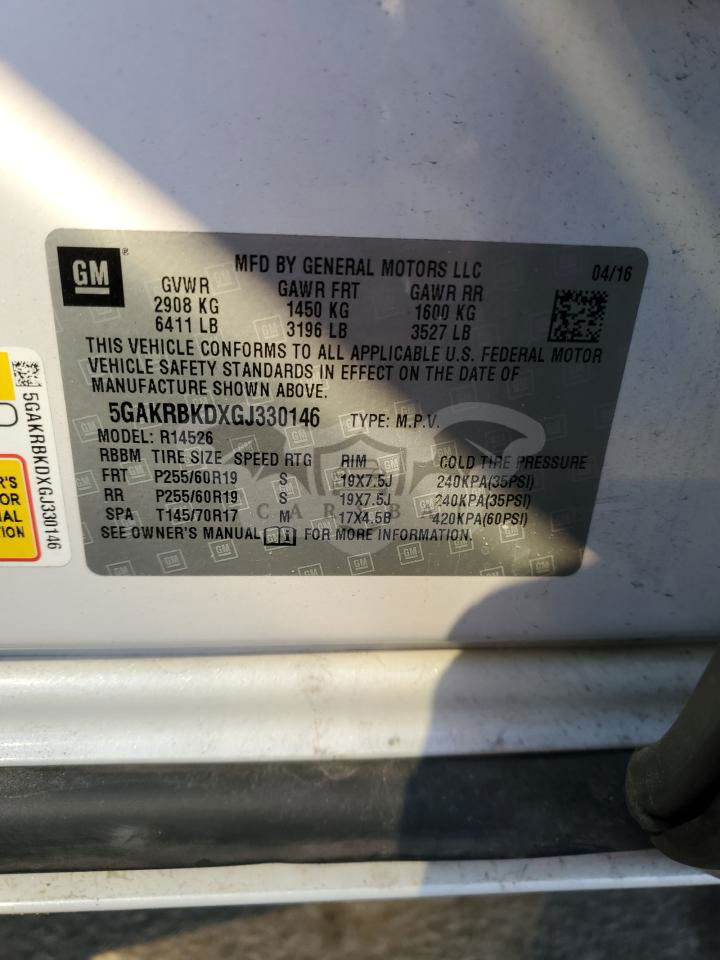 GM ®
MFD BY GENERAL MOTORS LLC 04/16
GVWR GAWR FRT GAWR RR
2908 KG 1450 KG 1600 KG
6411 LB 3196 LB 3527 LB
THIS VEHICLE CONFORMS TO ALL APPLICABLE U.S. FEDERAL MOTOR
VEHICLE SAFETY STANDARDS IN EFFECT ON THE DATE OF
MANUFACTURE SHOWN ABOVE.
5GAKRBKDXGJ330146 TYPE: M.P.V.
MODEL: R14526
RBBM TIRE SIZE SPEED RTG RIM COLD TIRE PRESSURE
FRT P255/60R19 S 19X7.5J 240KPA(35PSI)
RR P255/60R19 S 19X7.5J 240KPA(35PSI)
SPA T145/70R17 M 17X4.5B 420KPA(60PSI)
SEE OWNER'S MANUAL FOR MORE INFORMATION.
5GAKRBKDXGJ330146